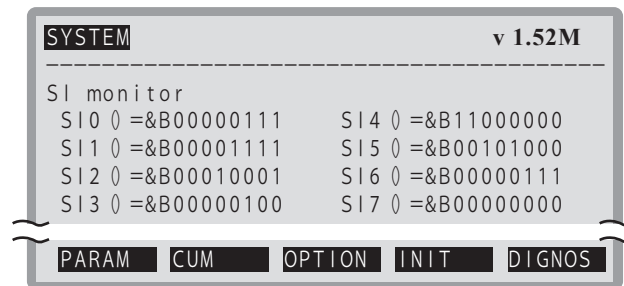 SYSTEM v 1.52M
SI monitor
SI0 () =&B00000111 SI4 () =&B11000000
SI1 () =&B00001111 SI5 () =&B00101000
SI2 () =&B00010001 SI6 () =&B00000111
SI3 () =&B00000100 SI7 () =&B00000000
PARAM CUM OPTION INIT DIGNOS